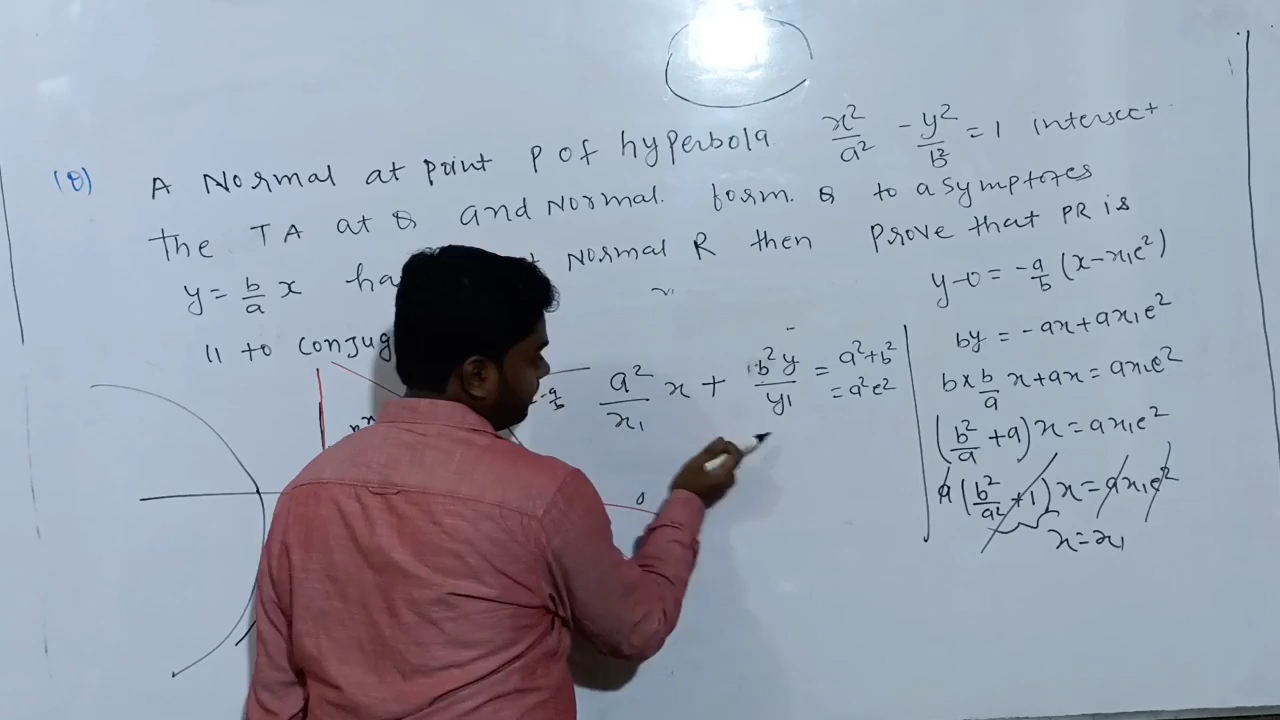 (Q) A Normal at point P of hyperbola x²/a² - y²/b² = 1 intersect
the TA at Q and Normal form Q to asymptotes
y = b/a x ha Normal R then prove that PR is
|| to conjug
a²/x₁ x + b²y/y₁ = a²+b²
= a²e²
-a/b
y-0 = -a/b (x-x₁e²)
by = -ax+ax₁e²
b×b/a x+ax = ax₁e²
(b²/a +a)x = ax₁e²
a(b²/a² +1)x = ax₁e²
x=x₁